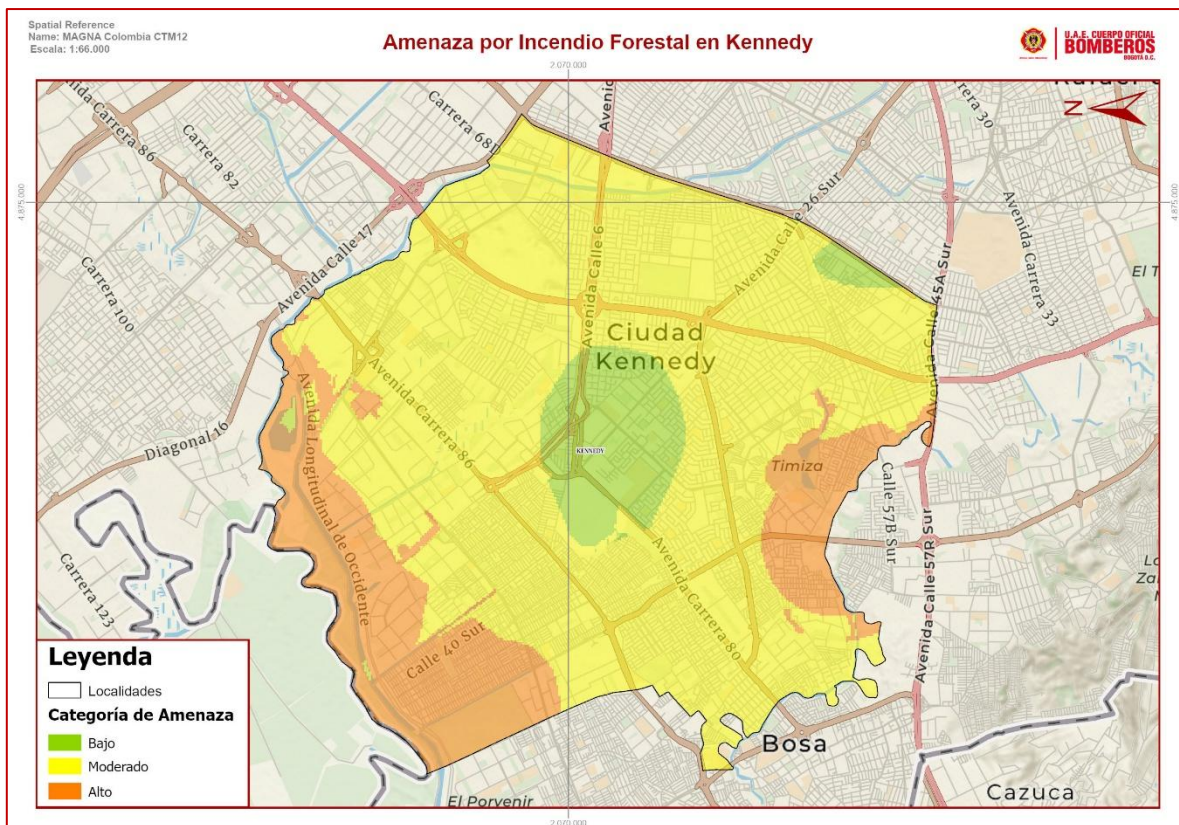 Spatial Reference
Name: MAGNA Colombia CTM12
Escala: 1:66.000
Amenaza por Incendio Forestal en Kennedy
U.A.E. CUERPO OFICIAL
BOMBEROS
BOGOTÁ D.C.
2.070.000
4.875.000
4.875.000
N
Avenida Carrera 86
Carrera 82
Carrera 68D
Carrera 30
Avenida Calle 17
Avenida Calle 6
Avenida Calle 26 Sur
Avenida Calle 45A Sur
Avenida Carrera 33
Carrera 100
Diagonal 16
Ciudad
Kennedy
KENNEDY
Avenida Carrera 86
Avenida Longitudinal de Occidente
Timiza
Calle 57B Sur
Avenida Calle 57R Sur
Carrera 123
Calle 40 Sur
Avenida Carrera 80
Bosa
El Porvenir
Cazuca
Leyenda
Localidades
Categoría de Amenaza
Bajo
Moderado
Alto
2.070.000